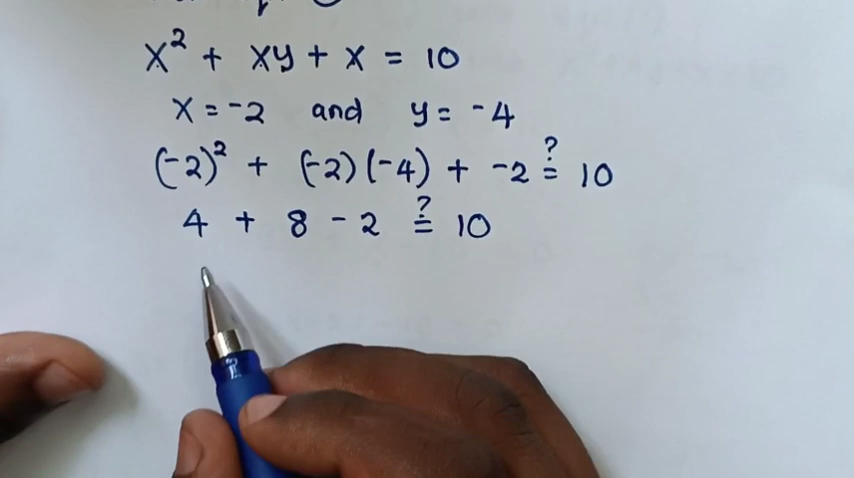 x² + xy + x = 10
x = -2 and y = -4
(-2)² + (-2)(-4) + -2 ≟ 10
4 + 8 - 2 ≟ 10